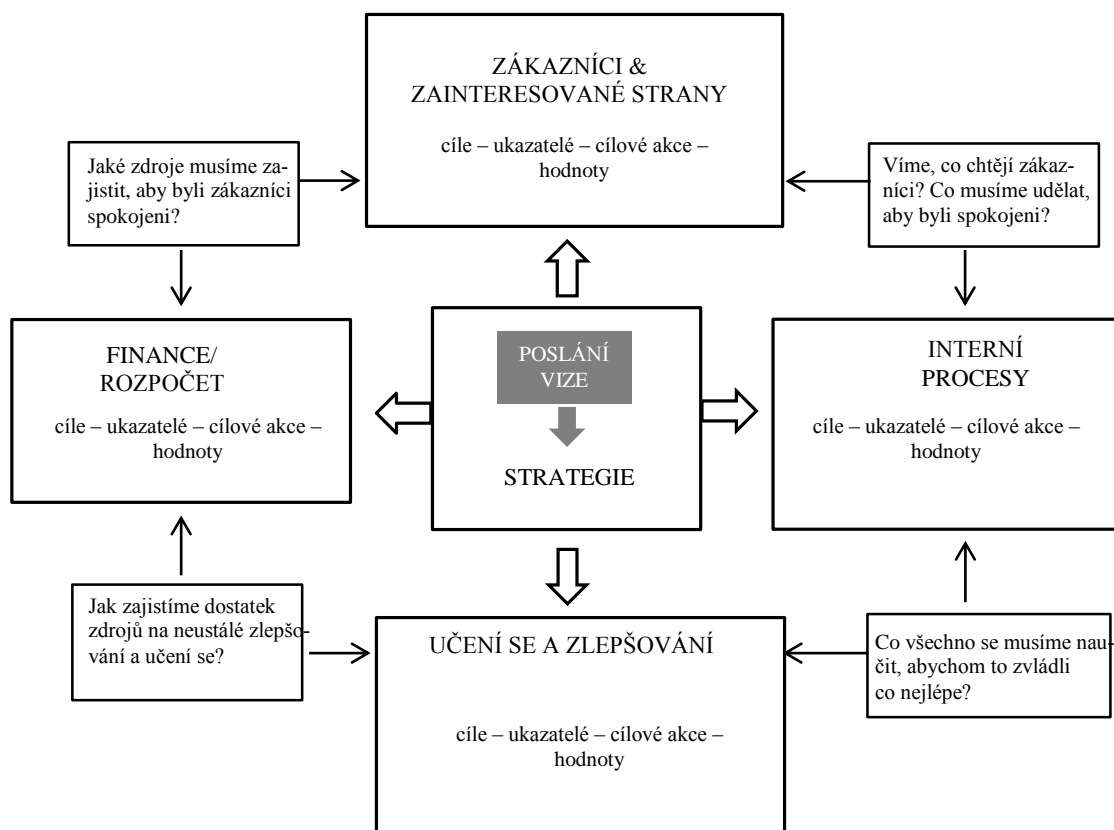 ZÁKAZNÍCI &
ZAINTERESOVANÉ STRANY
cíle – ukazatelé – cílové akce –
hodnoty
Jaké zdroje musíme za-
jistit, aby byli zákazníci
spokojeni?
Víme, co chtějí zákaz-
níci? Co musíme udělat,
aby byli spokojeni?
FINANCE/
ROZPOČET
cíle – ukazatelé – cílové akce –
hodnoty
POSLÁNÍ
VIZE
STRATEGIE
INTERNÍ
PROCESY
cíle – ukazatelé – cílové akce –
hodnoty
Jak zajistíme dostatek
zdrojů na neustálé zlepšo-
vání a učení se?
UČENÍ SE A ZLEPŠOVÁNÍ
cíle – ukazatelé – cílové akce –
hodnoty
Co všechno se musíme nau-
čit, abychom to zvládli
co nejlépe?